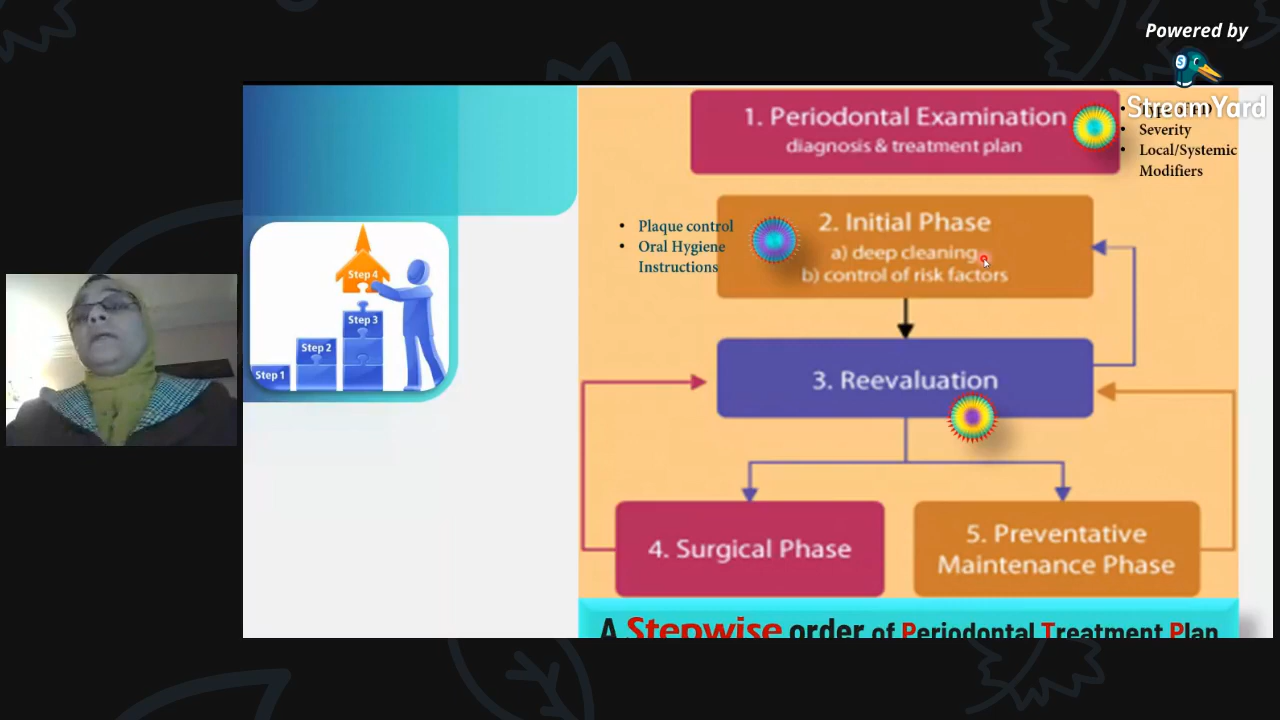 Powered by
StreamYard
1. Periodontal Examination
diagnosis & treatment plan
• Severity
• Local/Systemic
Modifiers
• Plaque control
• Oral Hygiene
Instructions
2. Initial Phase
a) deep cleaning
b) control of risk factors
Step 4
Step 3
Step 2
Step 1
3. Reevaluation
4. Surgical Phase
5. Preventative
Maintenance Phase
A Stepwise order of Periodontal Treatment Plan